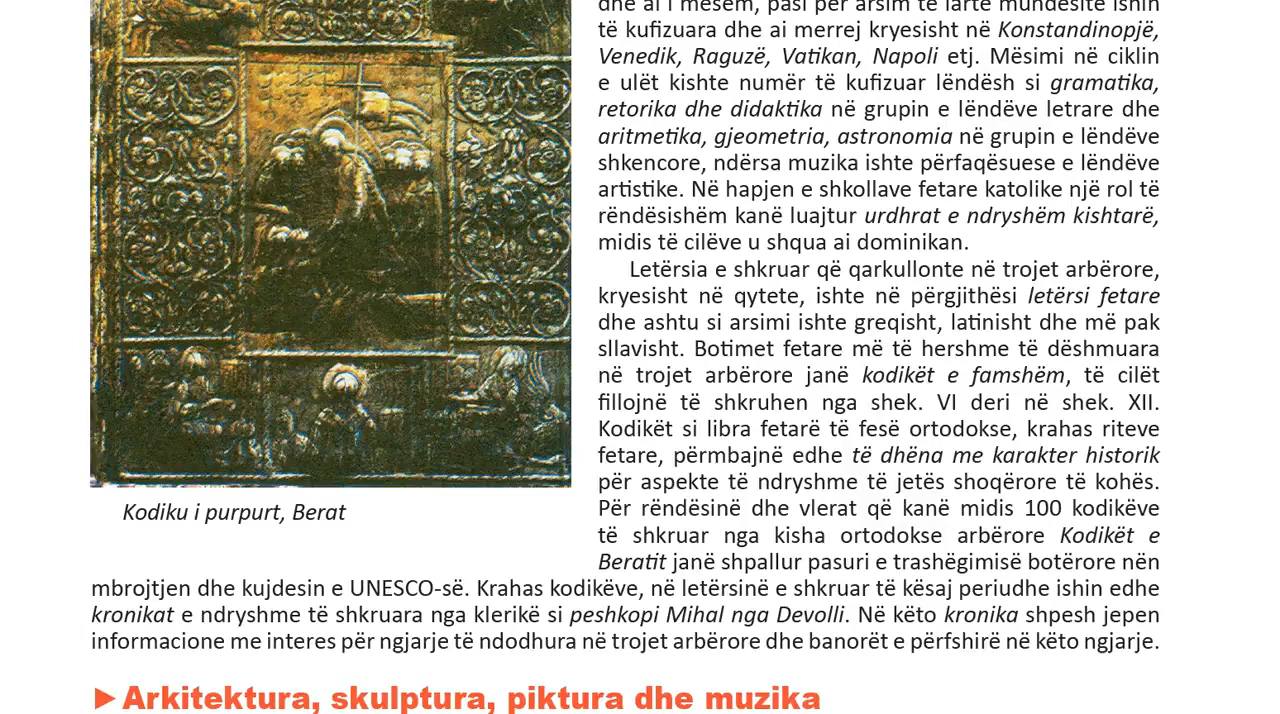 dhe ai i mesëm, pasi për arsim të lartë mundësitë ishin
të kufizuara dhe ai merrej kryesisht në Konstandinopjë,
Venedik, Raguzë, Vatikan, Napoli etj. Mësimi në ciklin
e ulët kishte numër të kufizuar lëndësh si gramatika,
retorika dhe didaktika në grupin e lëndëve letrare dhe
aritmetika, gjeometria, astronomia në grupin e lëndëve
shkencore, ndërsa muzika ishte përfaqësuese e lëndëve
artistike. Në hapjen e shkollave fetare katolike një rol të
rëndësishëm kanë luajtur urdhrat e ndryshëm kishtarë,
midis të cilëve u shqua ai dominikan.
Letërsia e shkruar që qarkullonte në trojet arbërore,
kryesisht në qytete, ishte në përgjithësi letërsi fetare
dhe ashtu si arsimi ishte greqisht, latinisht dhe më pak
sllavisht. Botimet fetare më të hershme të dëshmuara
në trojet arbërore janë kodikët e famshëm, të cilët
fillojnë të shkruhen nga shek. VI deri në shek. XII.
Kodikët si libra fetarë të fesë ortodokse, krahas riteve
fetare, përmbajnë edhe të dhëna me karakter historik
për aspekte të ndryshme të jetës shoqërore të kohës.
Për rëndësinë dhe vlerat që kanë midis 100 kodikëve
të shkruar nga kisha ortodokse arbërore Kodikët e
Beratit janë shpallur pasuri e trashëgimisë botërore nën
mbrojtjen dhe kujdesin e UNESCO-së. Krahas kodikëve, në letërsinë e shkruar të kësaj periudhe ishin edhe
kronikat e ndryshme të shkruara nga klerikë si peshkopi Mihal nga Devolli. Në këto kronika shpesh jepen
informacione me interes për ngjarje të ndodhura në trojet arbërore dhe banorët e përfshirë në këto ngjarje.
Kodiku i purpurt, Berat
►Arkitektura, skulptura, piktura dhe muzika